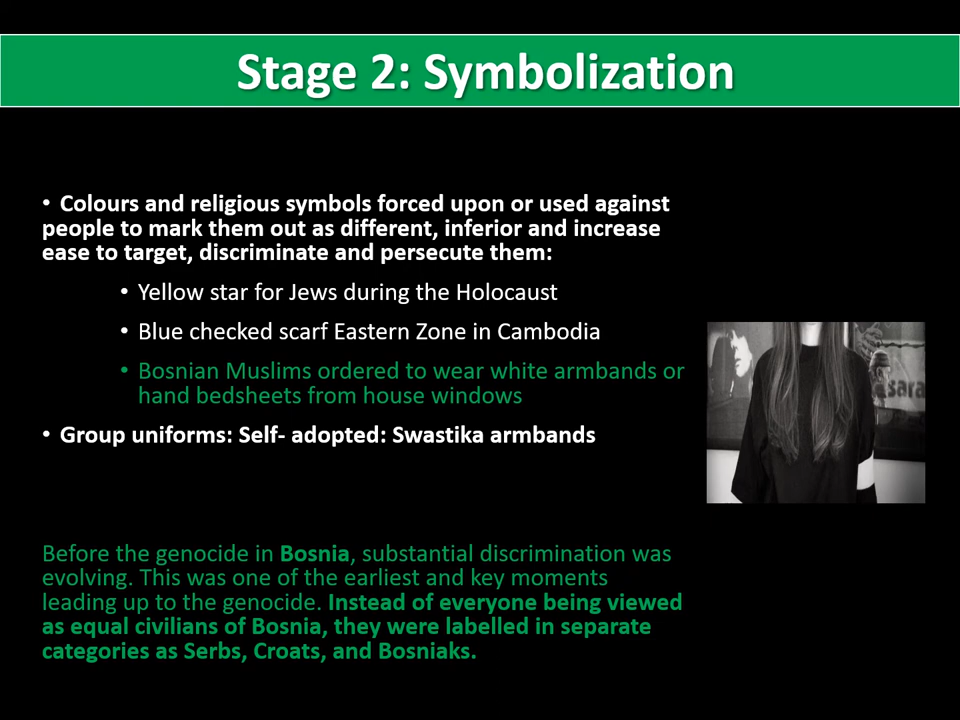 Stage 2: Symbolization
• Colours and religious symbols forced upon or used against
people to mark them out as different, inferior and increase
ease to target, discriminate and persecute them:
• Yellow star for Jews during the Holocaust
• Blue checked scarf Eastern Zone in Cambodia
• Bosnian Muslims ordered to wear white armbands or
hand bedsheets from house windows
• Group uniforms: Self- adopted: Swastika armbands
sara
Before the genocide in Bosnia, substantial discrimination was
evolving. This was one of the earliest and key moments
leading up to the genocide. Instead of everyone being viewed
as equal civilians of Bosnia, they were labelled in separate
categories as Serbs, Croats, and Bosniaks.